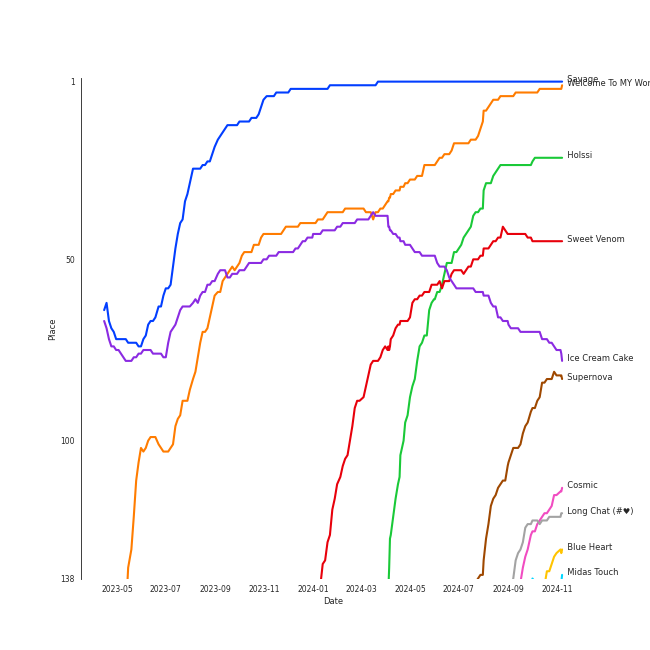 1
50
100
138
Place
Savage
Welcome To MY Wor
Holssi
Sweet Venom
Ice Cream Cake
Supernova
Cosmic
Long Chat (#♥)
Blue Heart
Midas Touch
2023-05
2023-07
2023-09
2023-11
2024-01
2024-03
2024-05
2024-07
2024-09
2024-11
Date